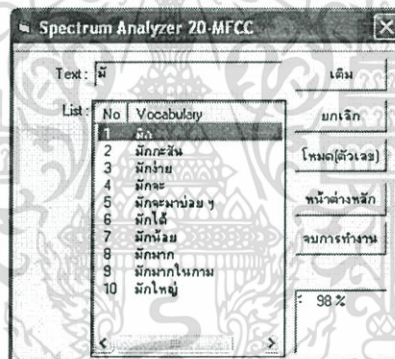 Spectrum Analyzer 20-MFCC
Text: มั
เติม
List:
No Vocabulary
ยกเลิก
1 มัก
2 มักกะสัน
โหมด(ตัวเลข)
3 มักง่าย
4 มักจะ
หน้าต่างหลัก
5 มักจะมาบ่อย ๆ
6 มักได้
จบการทำงาน
7 มักน้อย
8 มักมาก
9 มักมากในกาม
10 มักใหญ่
98 %